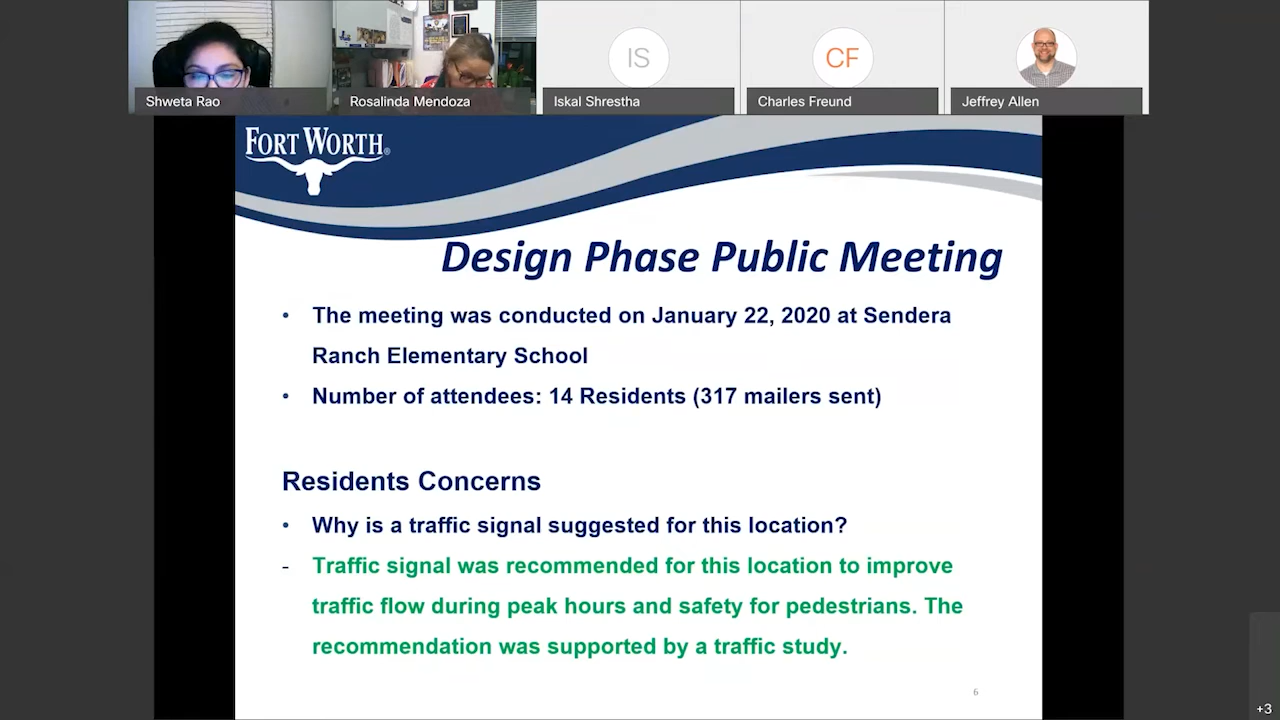 IS
CF
Shweta Rao
Rosalinda Mendoza
Iskal Shrestha
Charles Freund
Jeffrey Allen
FORT WORTH®
Design Phase Public Meeting
• The meeting was conducted on January 22, 2020 at Sendera
Ranch Elementary School
• Number of attendees: 14 Residents (317 mailers sent)
Residents Concerns
• Why is a traffic signal suggested for this location?
- Traffic signal was recommended for this location to improve
traffic flow during peak hours and safety for pedestrians. The
recommendation was supported by a traffic study.
6
+3